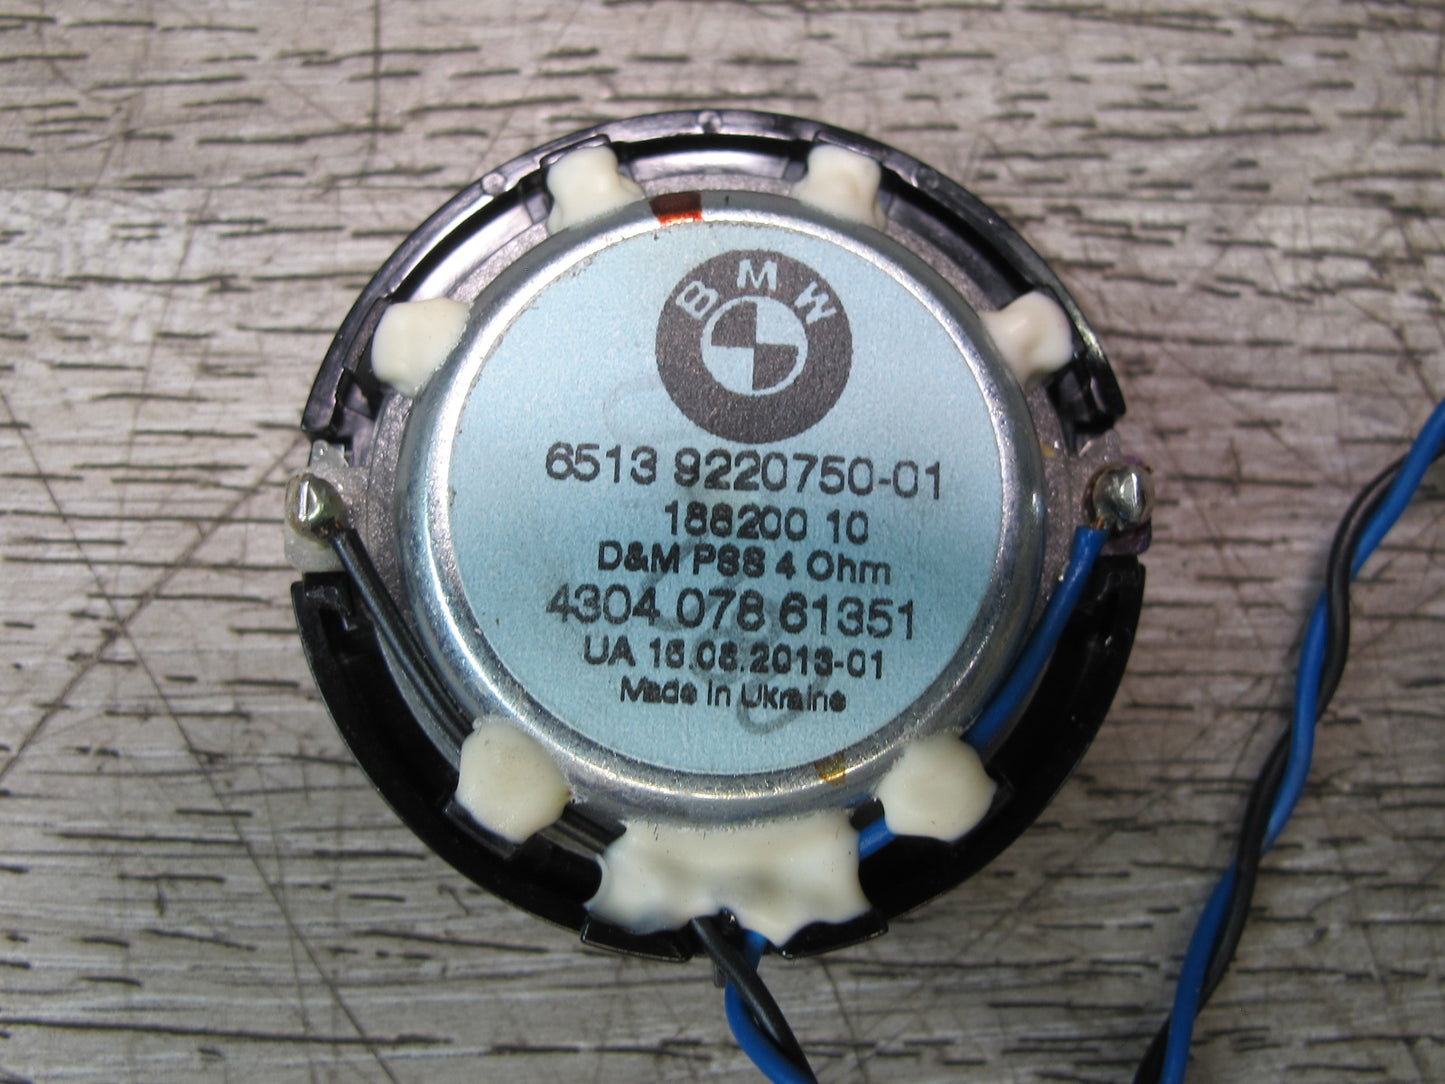 BMW
6513 9220750-01
188200 10
D&M PSS 4 Ohm
4304 078 61351
UA 16.08.2013-01
Made in Ukraine